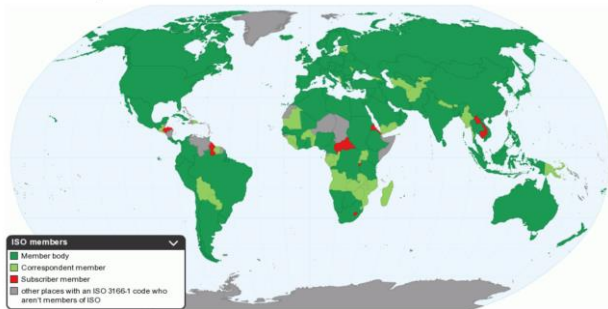 ISO members
Member body
Correspondent member
Subscriber member
other places with an ISO 3166-1 code who
aren't members of ISO